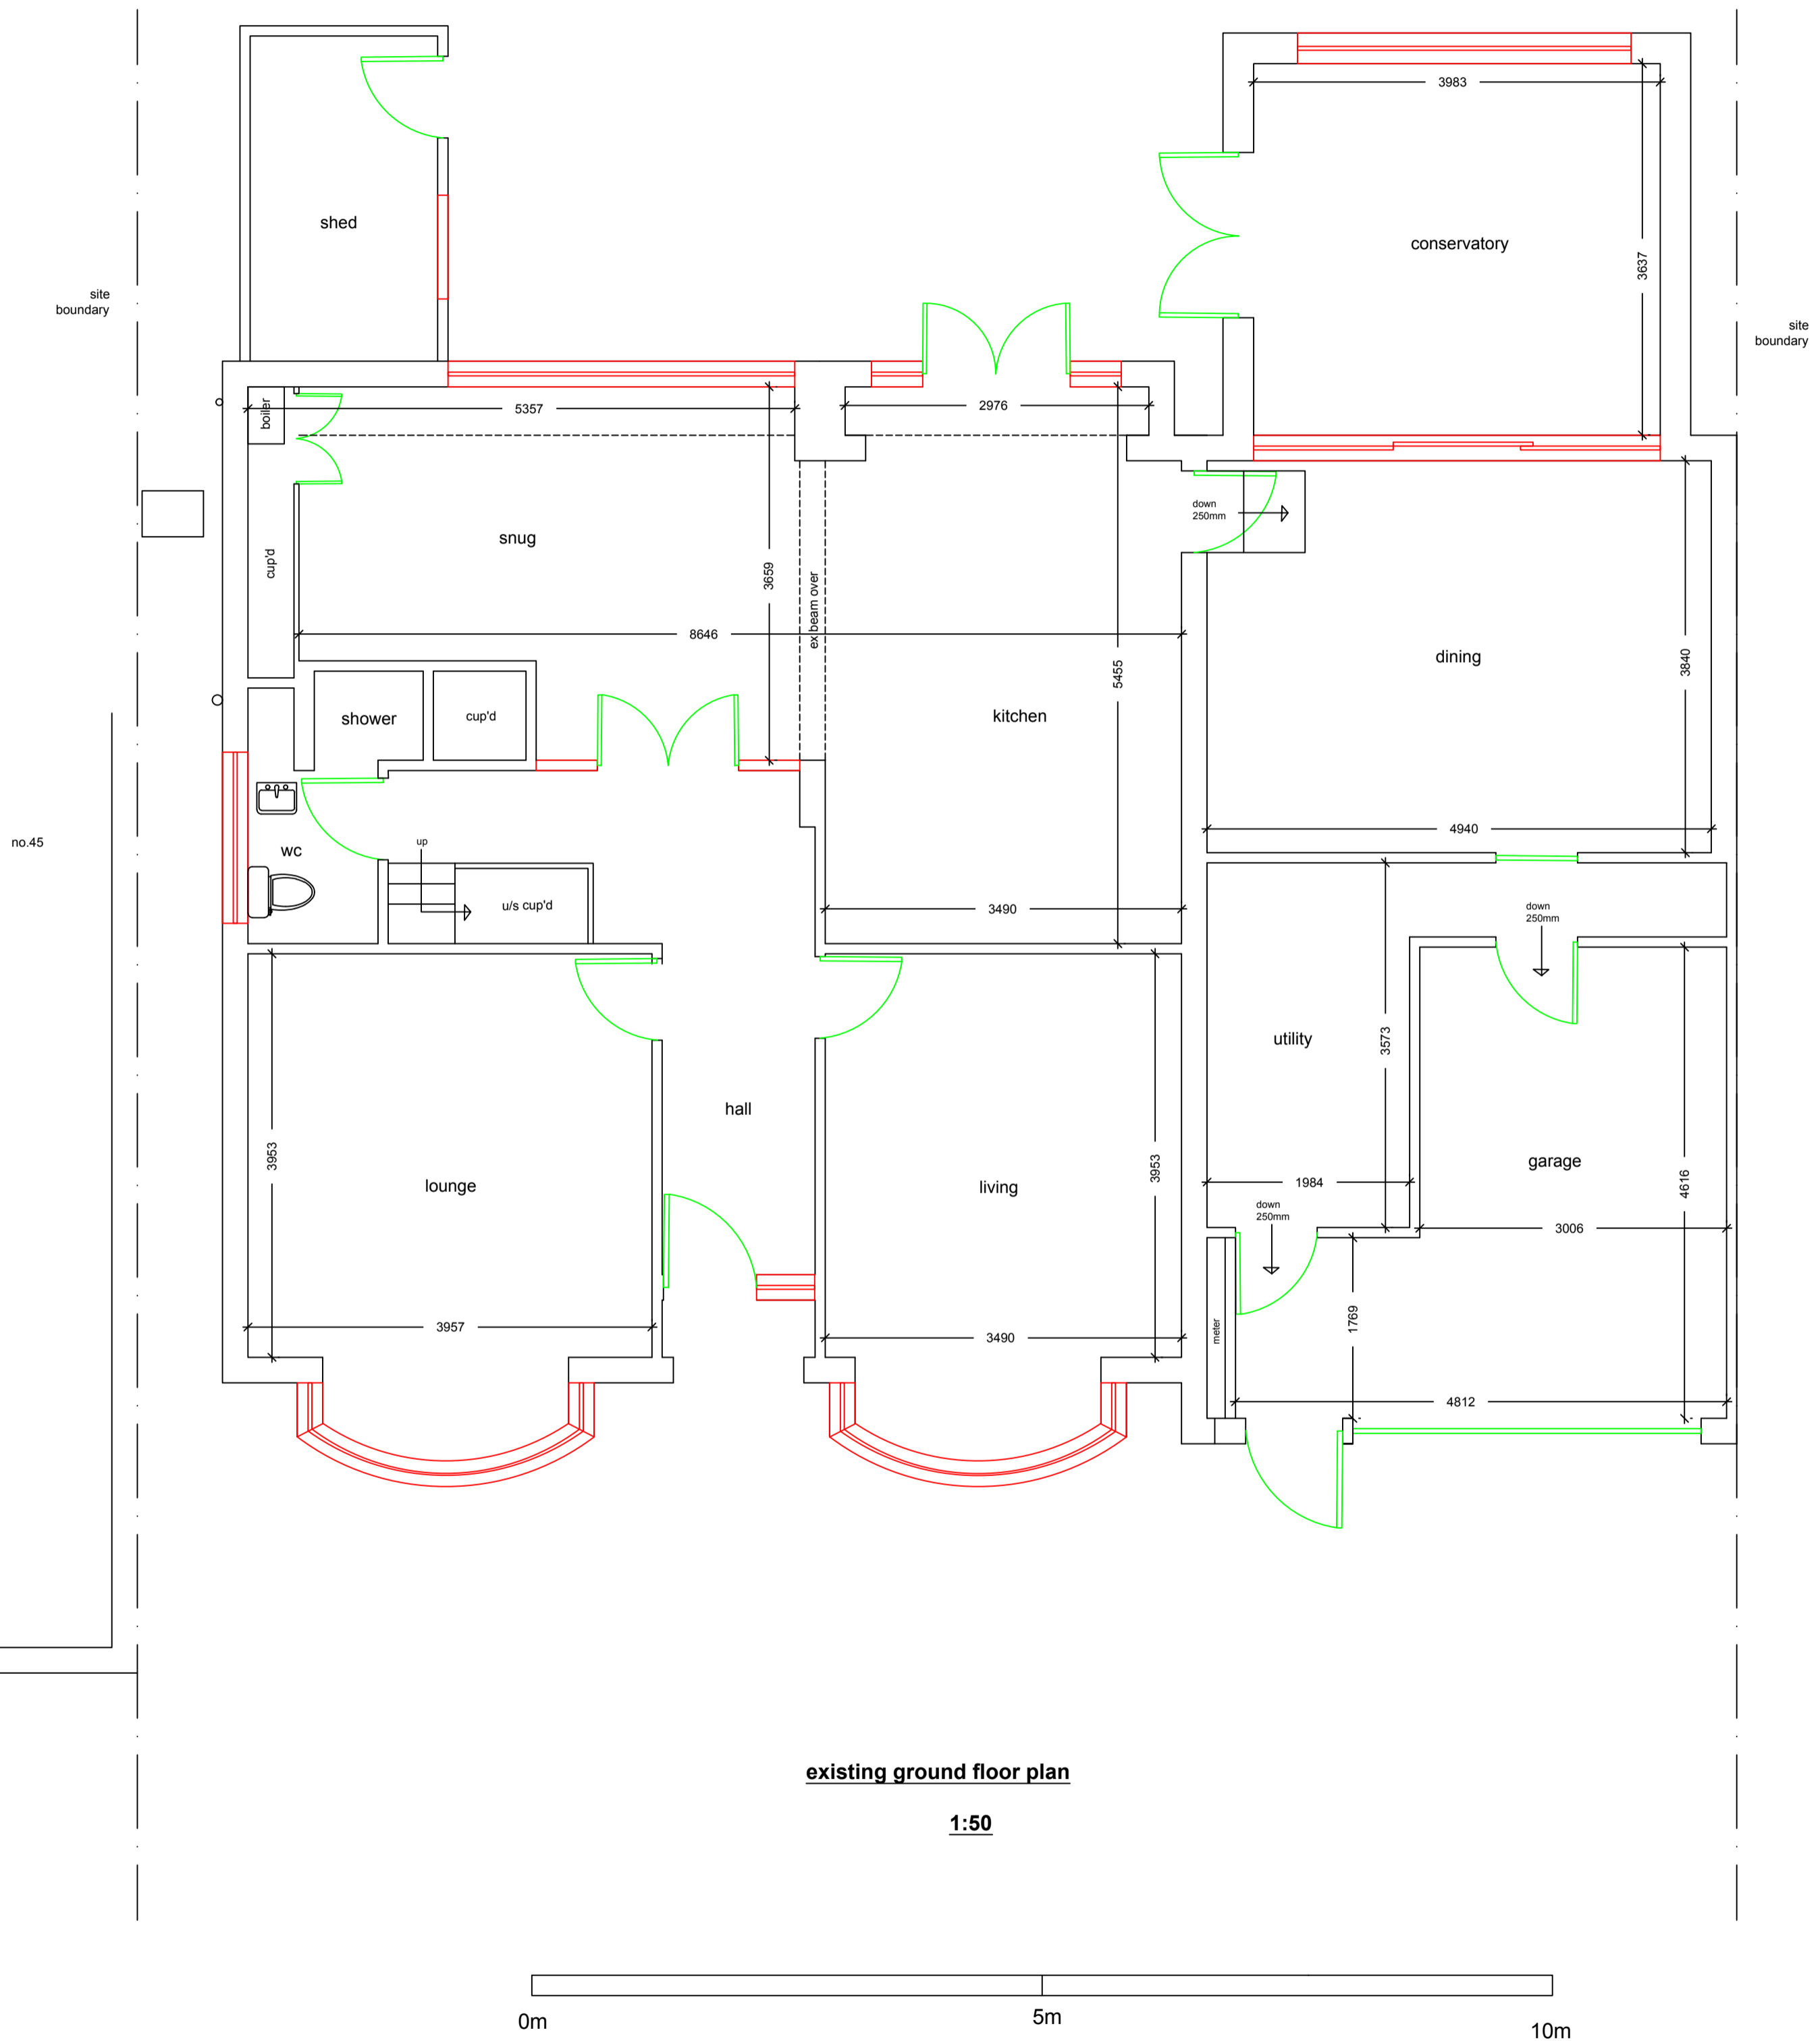 3983
shed
conservatory
3637
site
boundary
site
boundary
boiler
5357
2976
down
250mm
snug
cup'd
3659
ex beam over
8646
dining
3840
5455
shower
cup'd
kitchen
4940
no.45
up
wc
u/s cup'd
3490
down
250mm
utility
3573
hall
3953
3953
lounge
living
garage
1984
4616
down
250mm
3006
3957
3490
meter
1769
4812
existing ground floor plan
1:50
0m
5m
10m